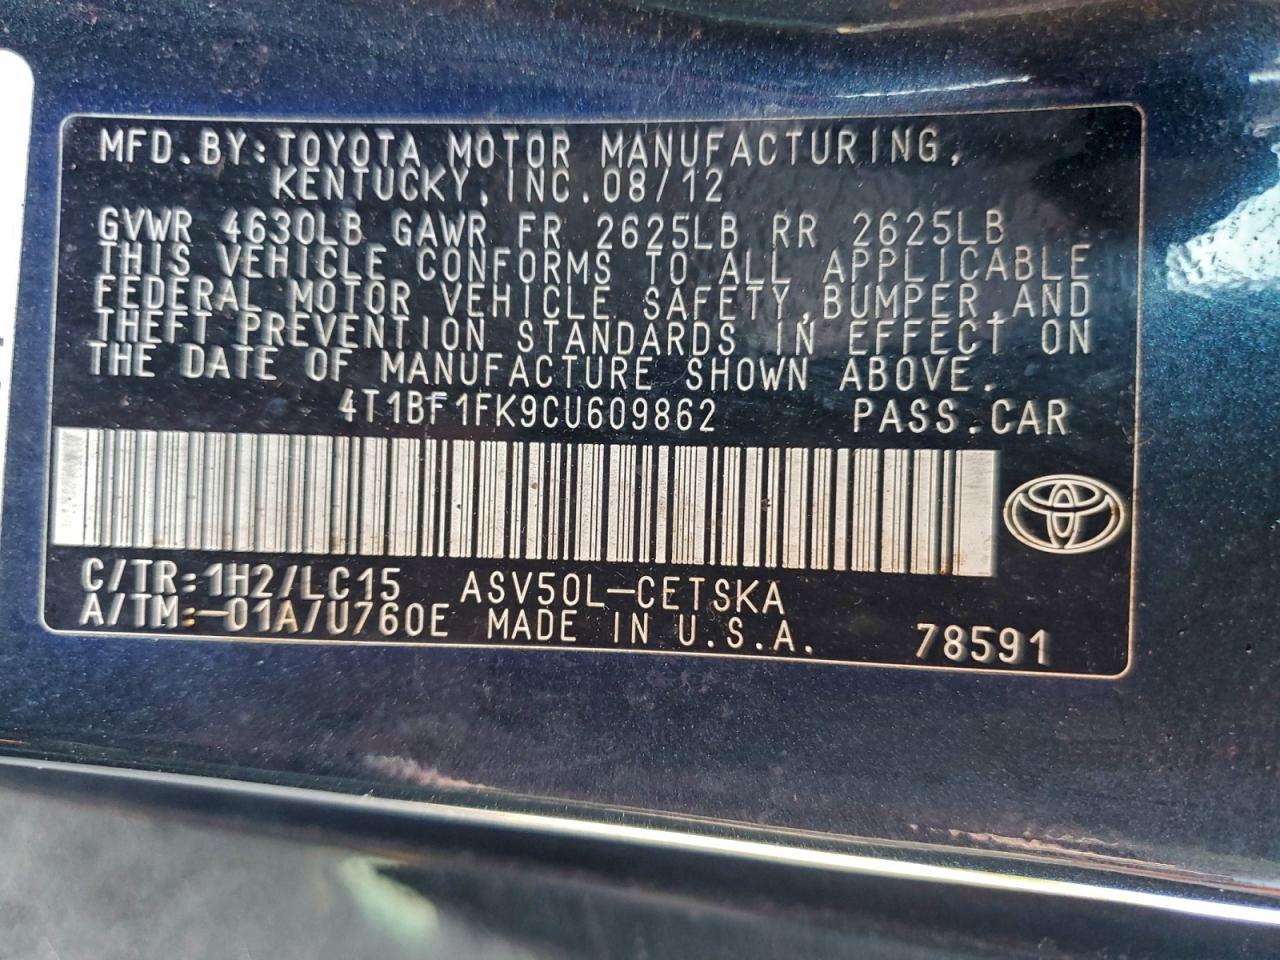 MFD.BY:TOYOTA MOTOR MANUFACTURING,
KENTUCKY,INC.08/12
GVWR 4630LB GAWR FR 2625LB RR 2625LB
THIS VEHICLE CONFORMS TO ALL APPLICABLE
FEDERAL MOTOR VEHICLE SAFETY,BUMPER,AND
THEFT PREVENTION STANDARDS IN EFFECT ON
THE DATE OF MANUFACTURE SHOWN ABOVE.
4T1BF1FK9CU609862 PASS.CAR
C/TR:1H2/LC15 ASV50L-CETSKA
A/TM:-01A/U760E MADE IN U.S.A. 78591